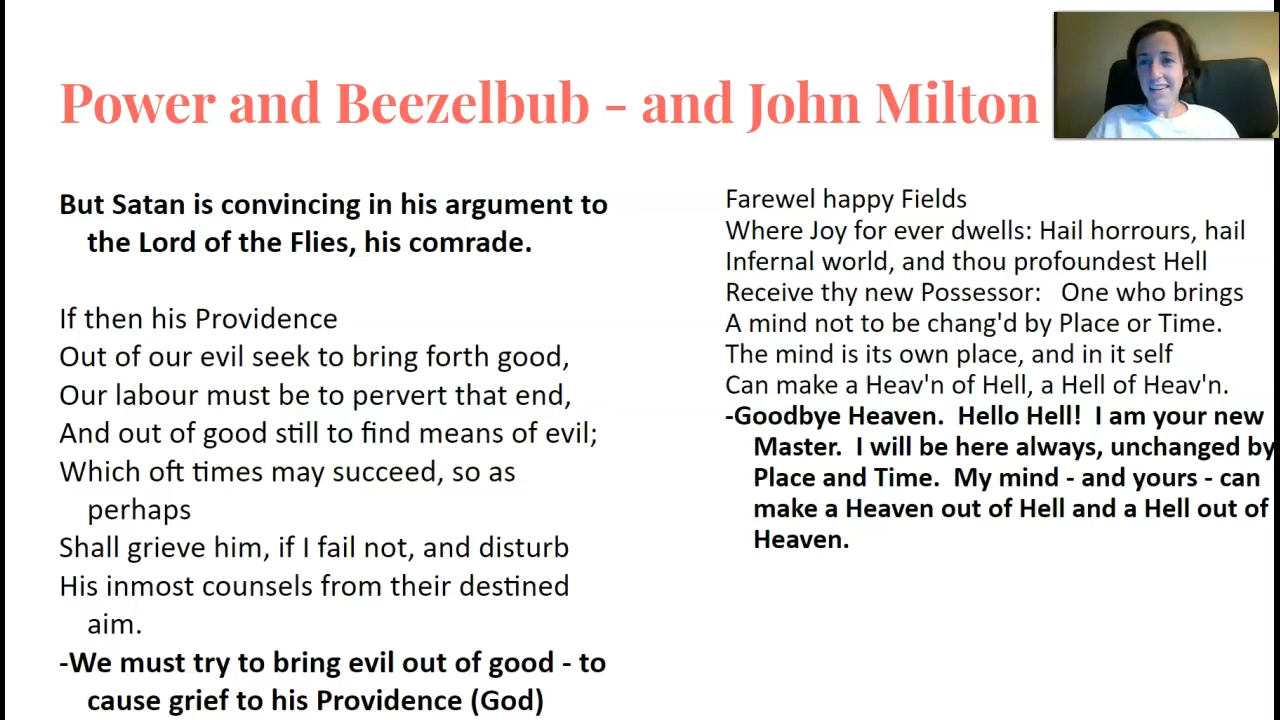 Power and Beezelbub - and John Milton
But Satan is convincing in his argument to
the Lord of the Flies, his comrade.
If then his Providence
Out of our evil seek to bring forth good,
Our labour must be to pervert that end,
And out of good still to find means of evil;
Which oft times may succeed, so as
perhaps
Shall grieve him, if I fail not, and disturb
His inmost counsels from their destined
aim.
-We must try to bring evil out of good - to
cause grief to his Providence (God)
Farewel happy Fields
Where Joy for ever dwells: Hail horrours, hail
Infernal world, and thou profoundest Hell
Receive thy new Possessor: One who brings
A mind not to be chang'd by Place or Time.
The mind is its own place, and in it self
Can make a Heav'n of Hell, a Hell of Heav'n.
-Goodbye Heaven. Hello Hell! I am your new
Master. I will be here always, unchanged by
Place and Time. My mind - and yours - can
make a Heaven out of Hell and a Hell out of
Heaven.